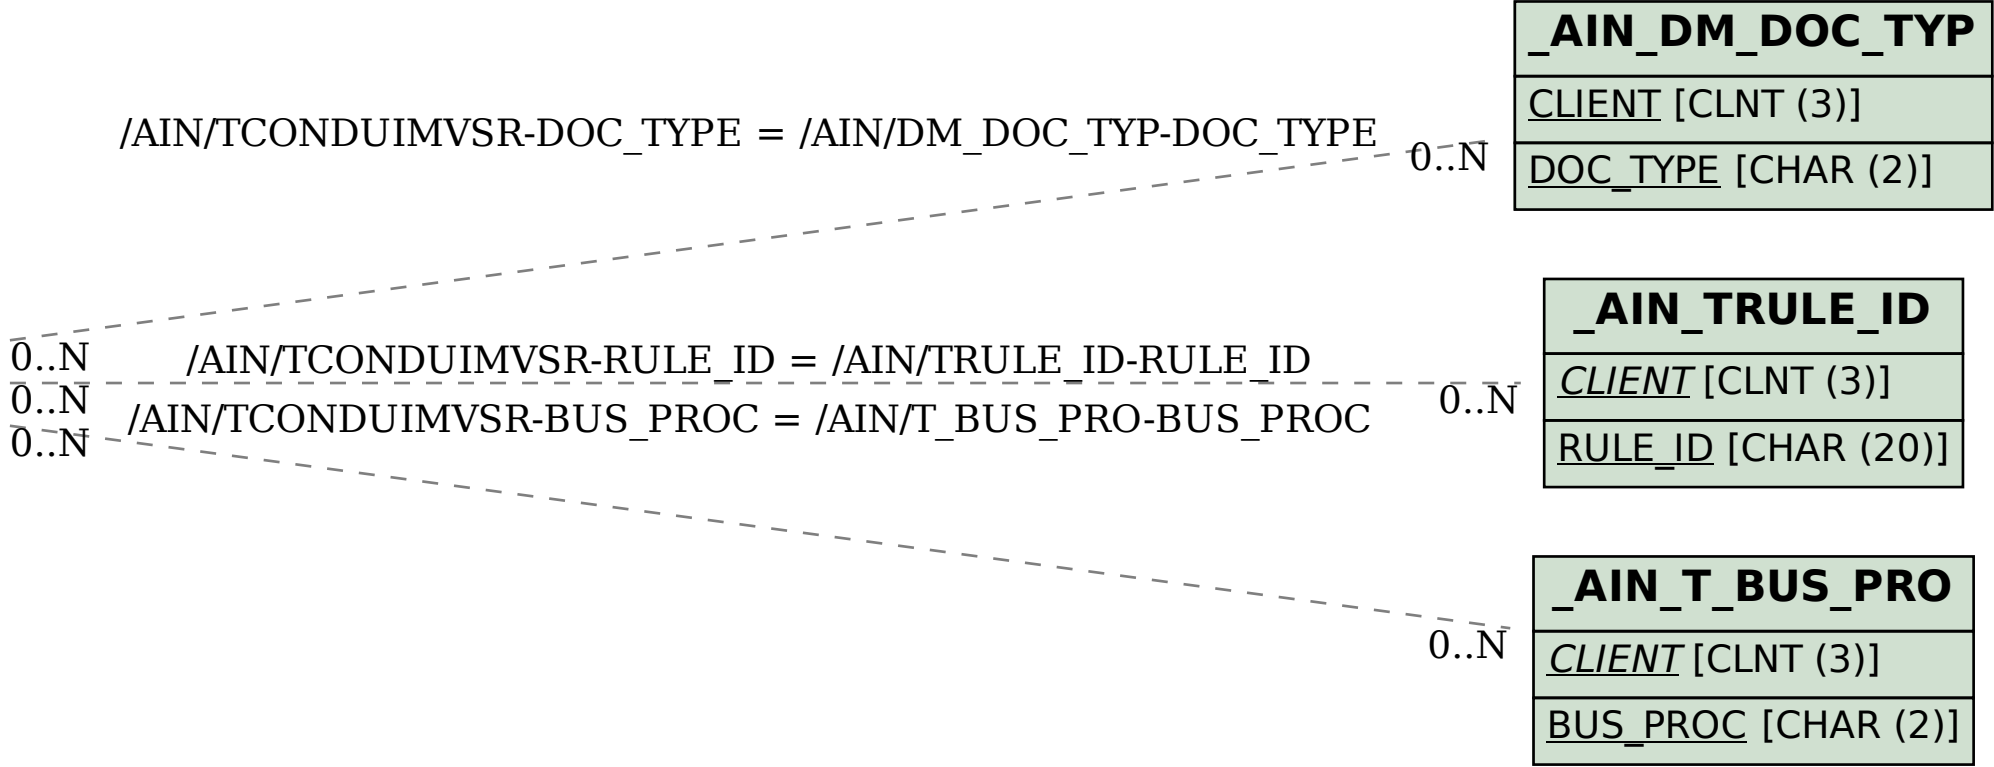 _AIN_DM_DOC_TYP
CLIENT [CLNT (3)]
DOC_TYPE [CHAR (2)]
/AIN/TCONDUIMVSR-DOC_TYPE = /AIN/DM_DOC_TYP-DOC_TYPE
0..N
0..N
_AIN_TRULE_ID
CLIENT [CLNT (3)]
RULE_ID [CHAR (20)]
/AIN/TCONDUIMVSR-RULE_ID = /AIN/TRULE_ID-RULE_ID
0..N
0..N
/AIN/TCONDUIMVSR-BUS_PROC = /AIN/T_BUS_PRO-BUS_PROC
0..N
0..N
_AIN_T_BUS_PRO
CLIENT [CLNT (3)]
BUS_PROC [CHAR (2)]